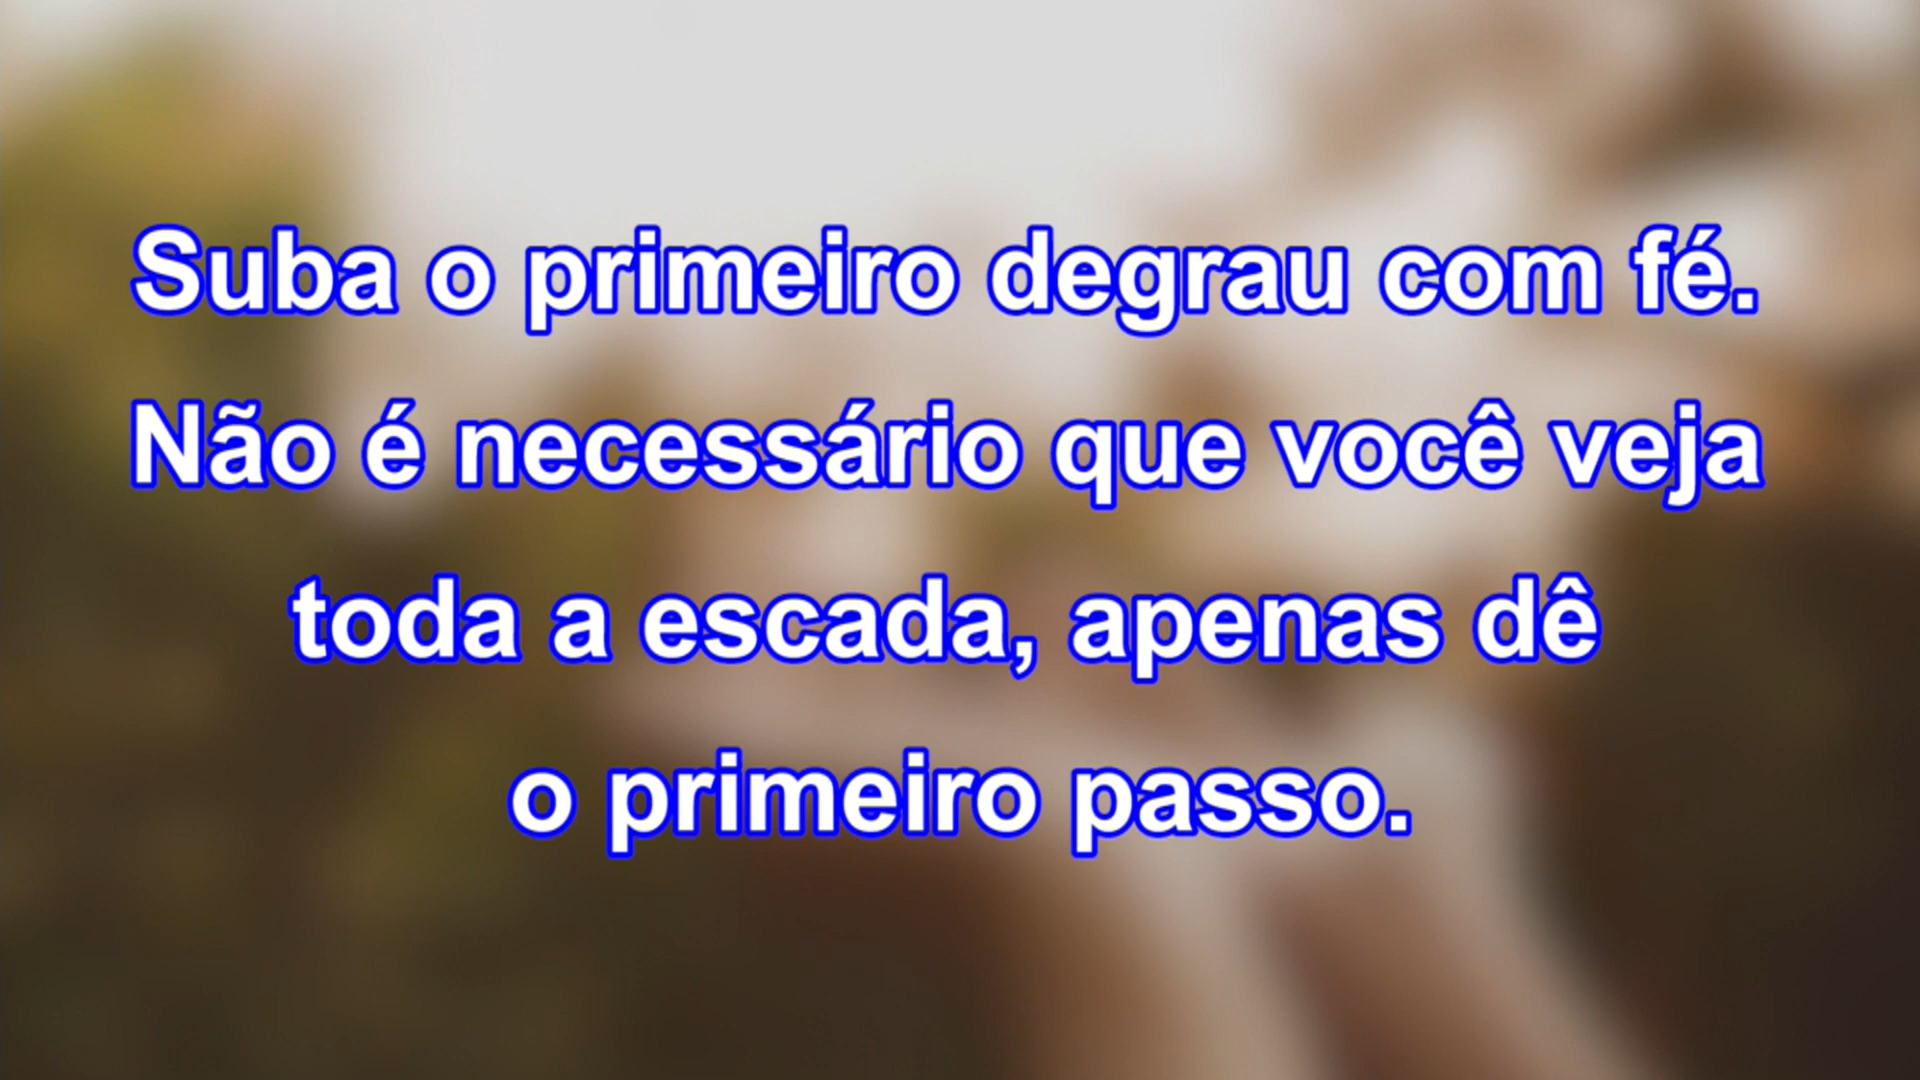 Suba o primeiro degrau com fé.
Não é necessário que você veja
toda a escada, apenas dê
o primeiro passo.